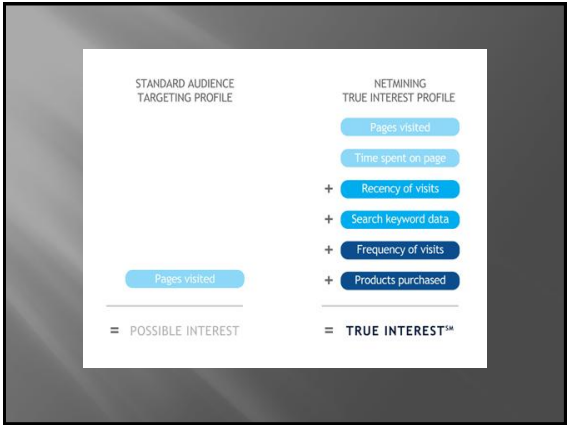 STANDARD AUDIENCE
TARGETING PROFILE
Pages visited
= POSSIBLE INTEREST
NETMINING
TRUE INTEREST PROFILE
Pages visited
Time spent on page
+ Recency of visits
+ Search keyword data
+ Frequency of visits
+ Products purchased
= TRUE INTEREST℠